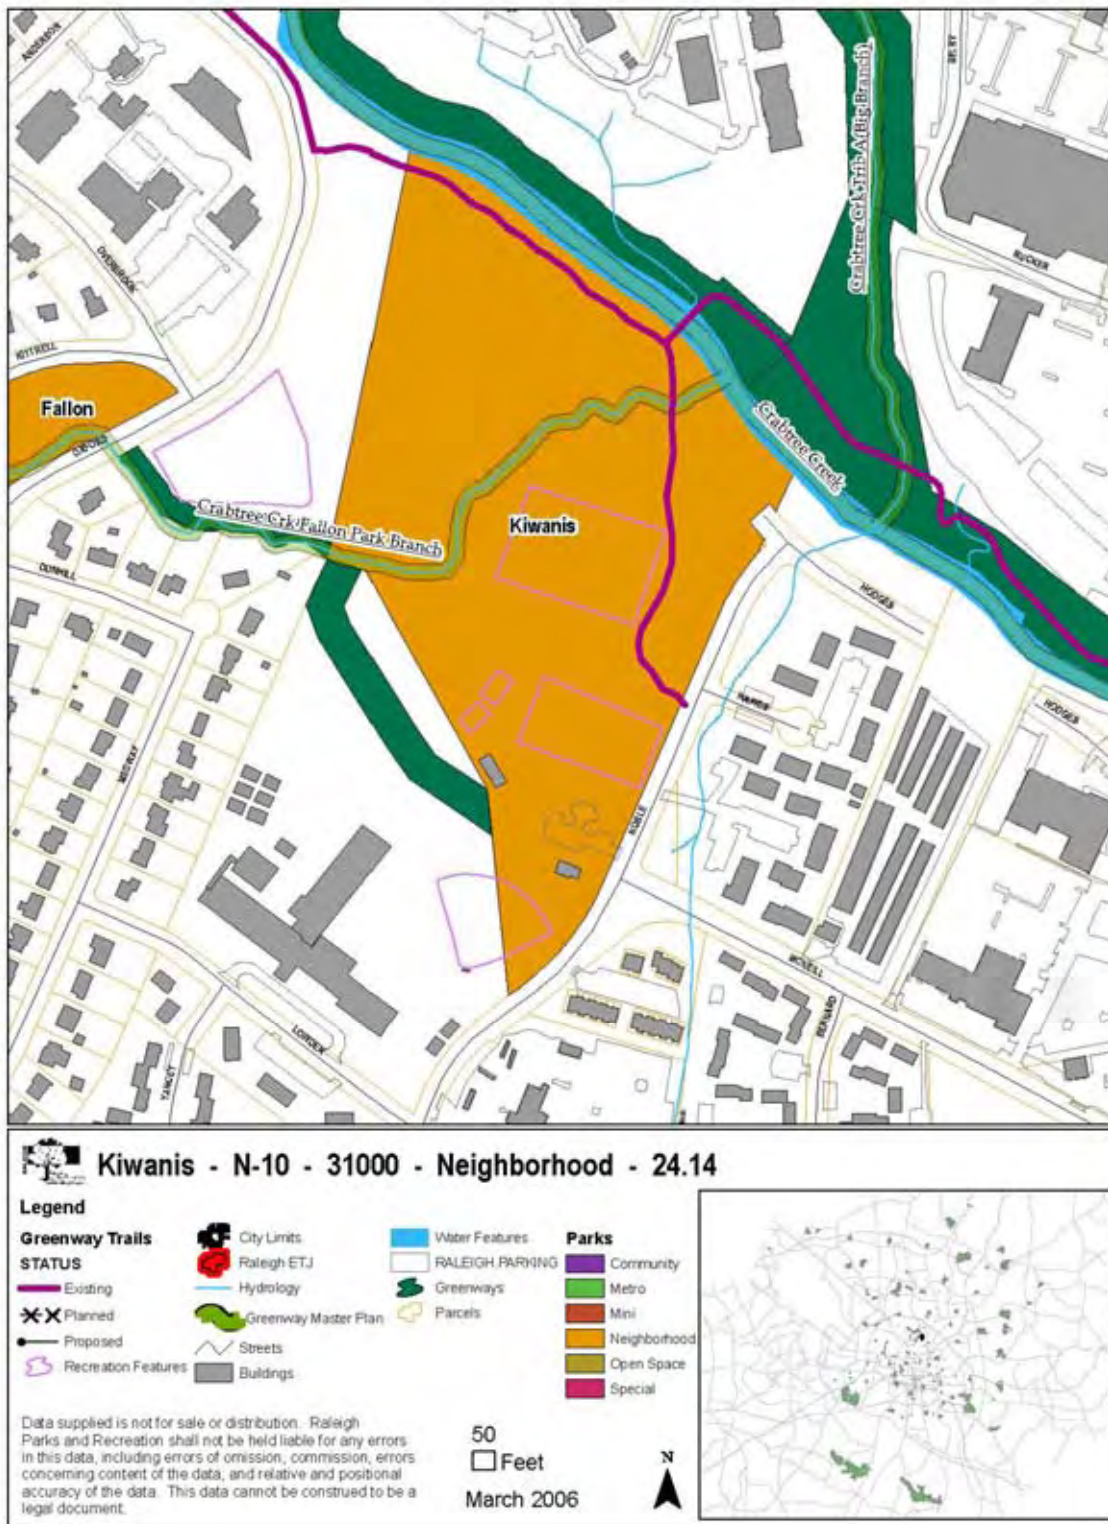 ANDERSON
SELBY
Crabtree Crk Trib A (Big Branch)
OVERBROOK
RUCKER
KITTRELL
Fallon
OXFORD
Crabtree Creek
Crabtree Crk Fallon Park Branch
Kiwanis
DUNHILL
HODGES
HAMES
HODGES
MEDWAY
NOBLE
MCNEILL
BERNARD
LORDEN
YANCEY
Kiwanis - N-10 - 31000 - Neighborhood - 24.14
Legend
Greenway Trails
STATUS
Existing
Planned
Proposed
Recreation Features
City Limits
Raleigh ETJ
Hydrology
Greenway Master Plan
Streets
Buildings
Water Features
RALEIGH.PARKING
Greenways
Parcels
Parks
Community
Metro
Mini
Neighborhood
Open Space
Special
Data supplied is not for sale or distribution. Raleigh
Parks and Recreation shall not be held liable for any errors
in this data, including errors of omission, commission, errors
concerning content of the data, and relative and positional
accuracy of the data. This data cannot be construed to be a
legal document.
50
Feet
March 2006
N